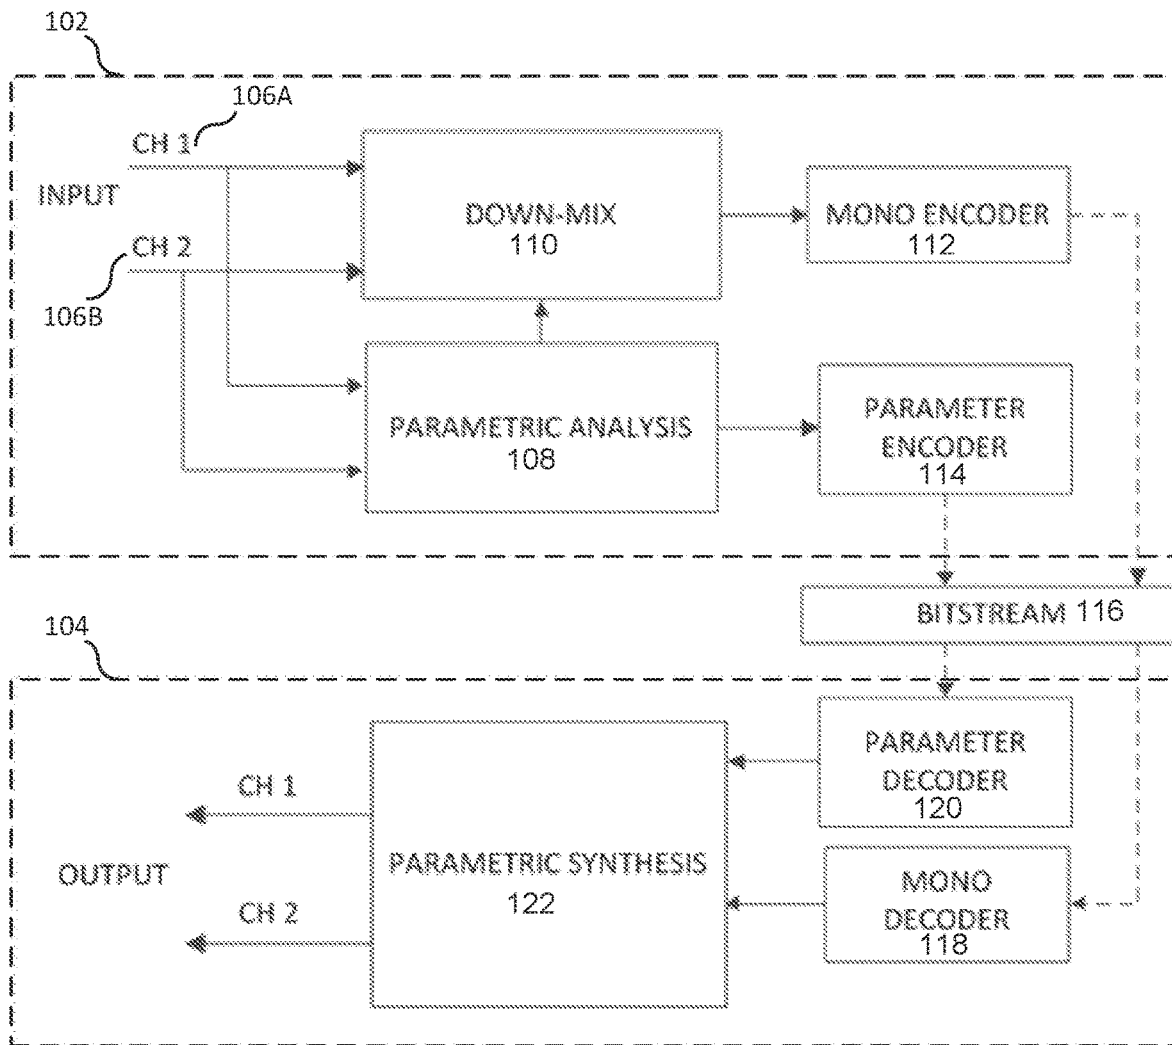 102
106A
CH 1
INPUT
DOWN-MIX
110
MONO ENCODER
112
CH 2
106B
PARAMETRIC ANALYSIS
108
PARAMETER
ENCODER
114
BITSTREAM 116
104
PARAMETER
DECODER
120
CH 1
PARAMETRIC SYNTHESIS
122
OUTPUT
MONO
DECODER
118
CH 2